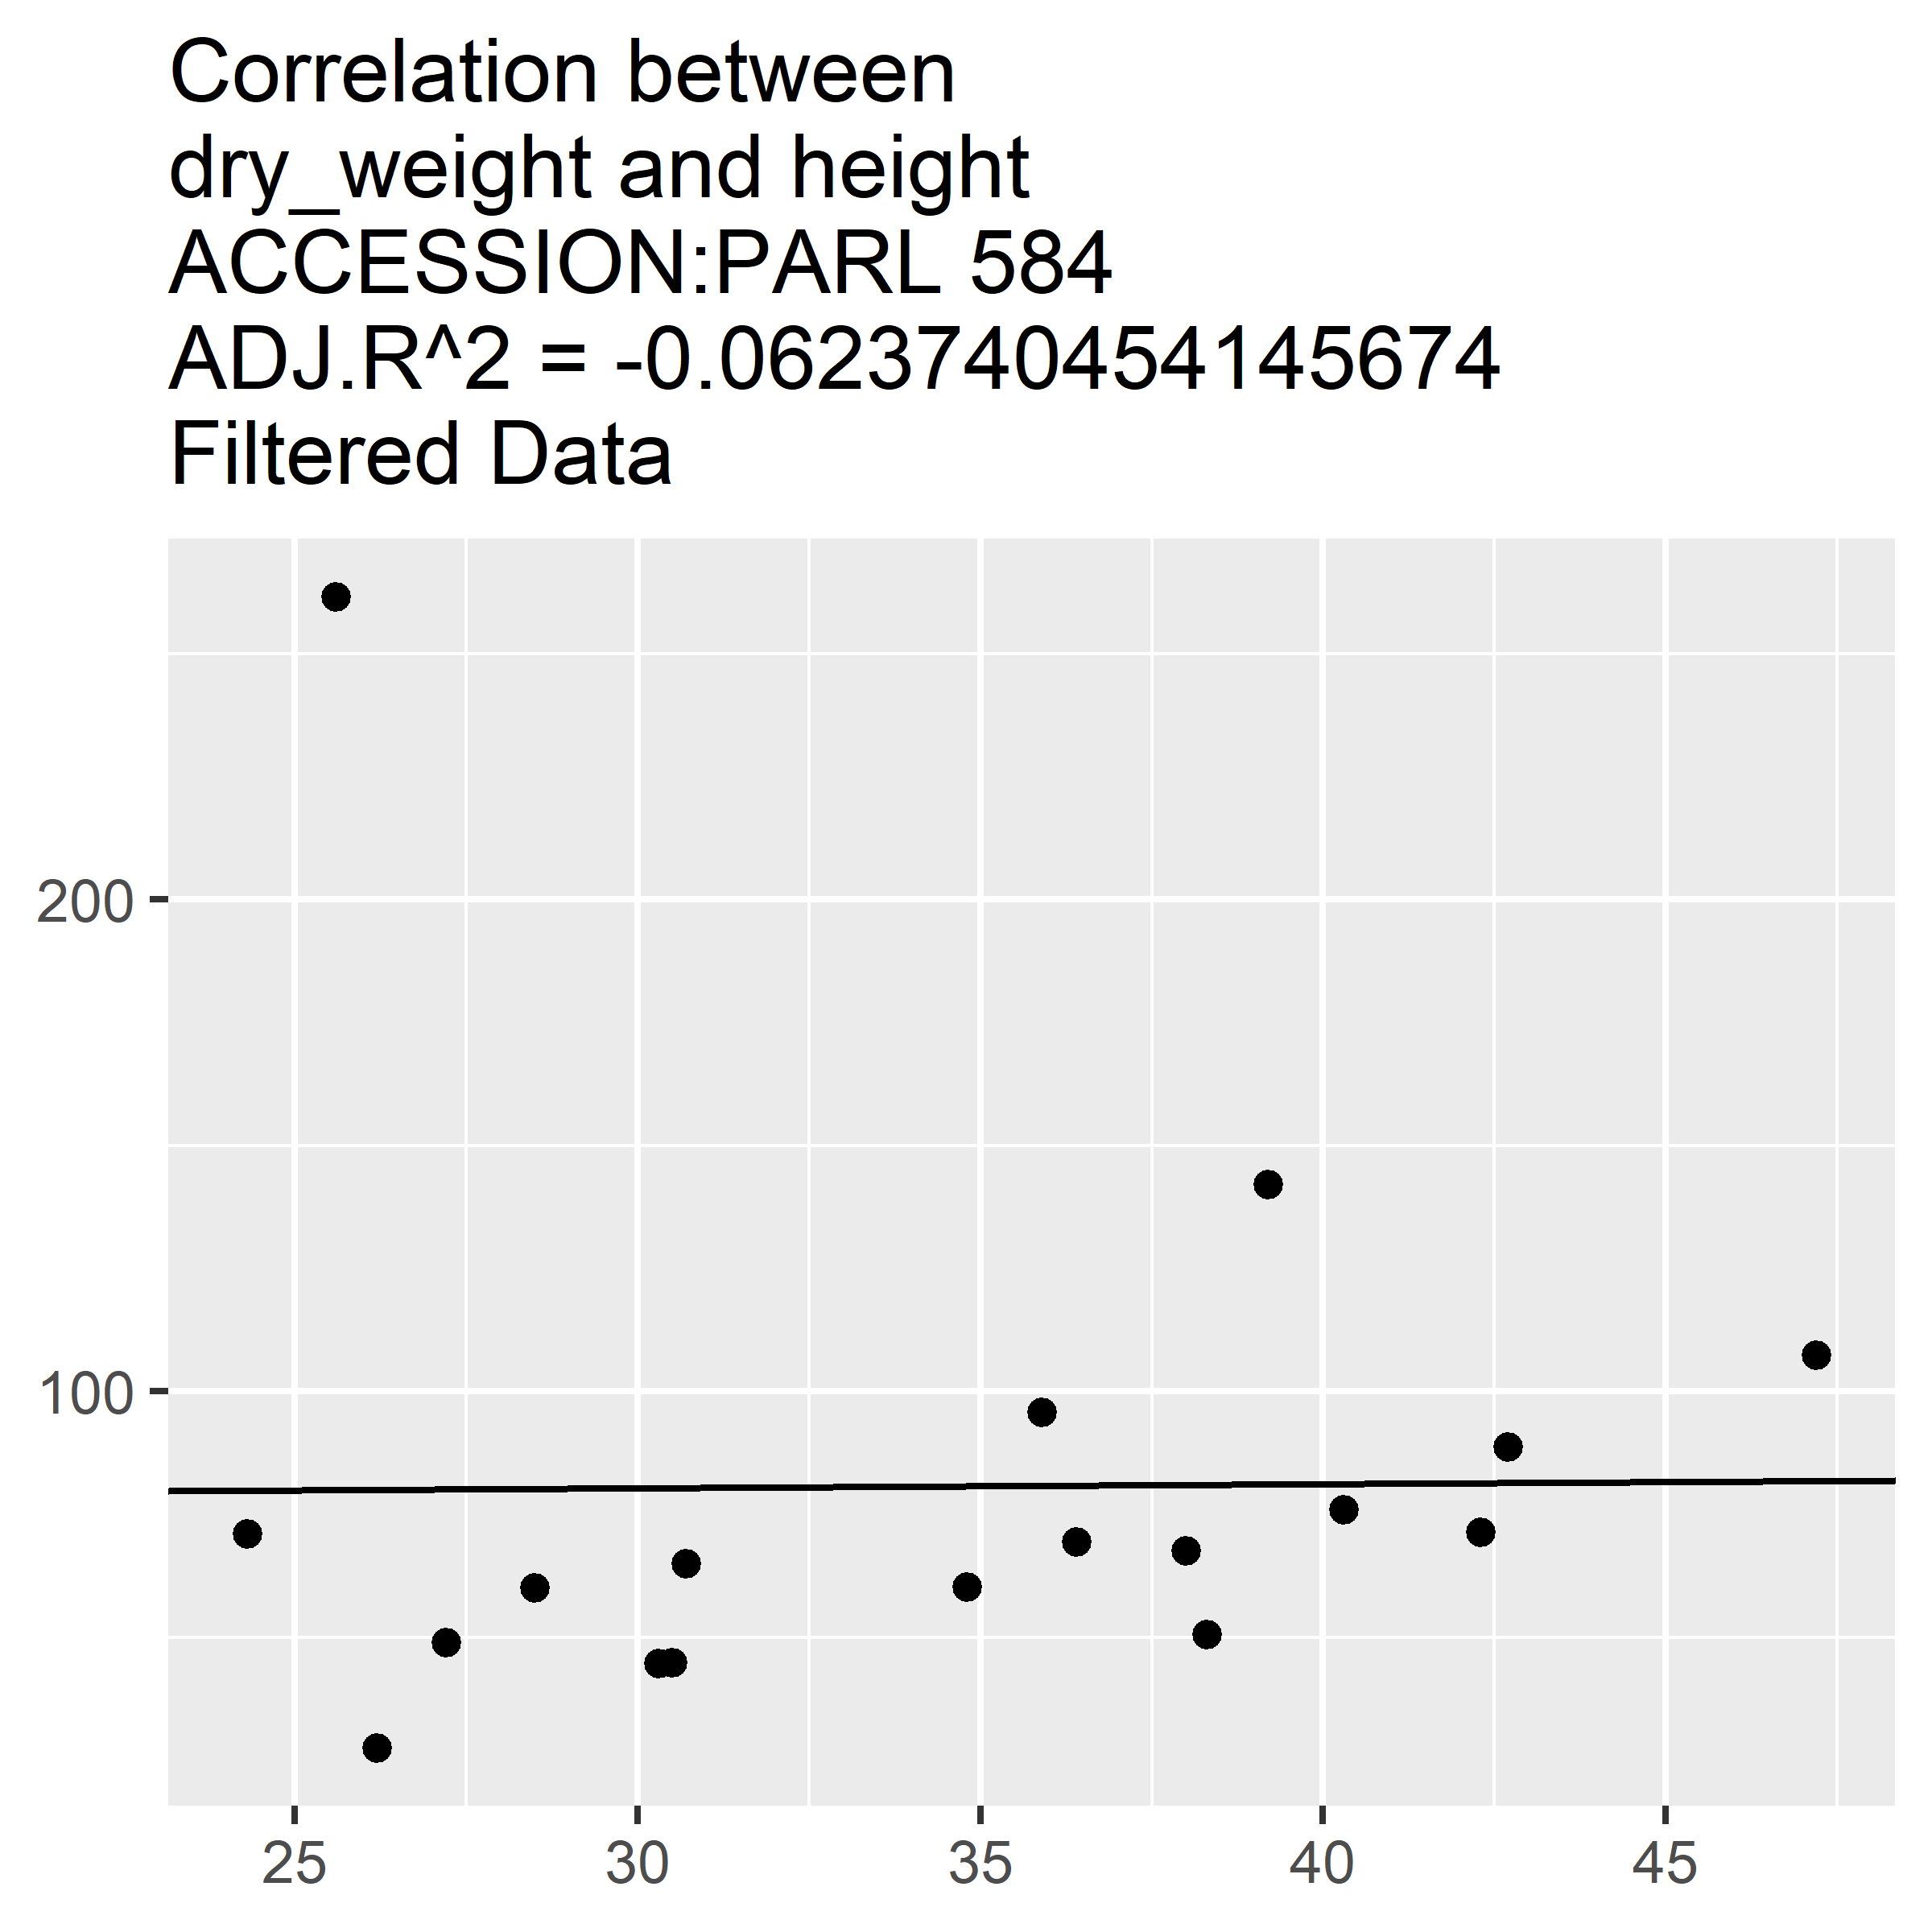 Correlation between
dry_weight and height
ACCESSION:PARL 584
ADJ.R^2 = -0.0623740454145674
Filtered Data
200
100
25 30 35 40 45